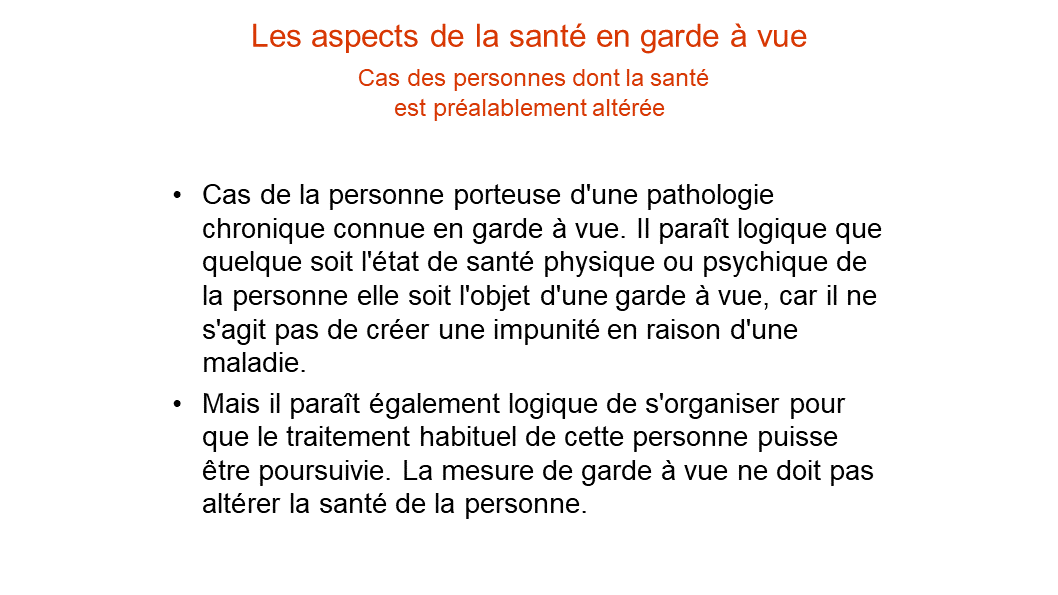 Les aspects de la santé en garde à vue
Cas des personnes dont la santé
est préalablement altérée
• Cas de la personne porteuse d'une pathologie
chronique connue en garde à vue. Il paraît logique que
quelque soit l'état de santé physique ou psychique de
la personne elle soit l'objet d'une garde à vue, car il ne
s'agit pas de créer une impunité en raison d'une
maladie.
• Mais il paraît également logique de s'organiser pour
que le traitement habituel de cette personne puisse
être poursuivie. La mesure de garde à vue ne doit pas
altérer la santé de la personne.